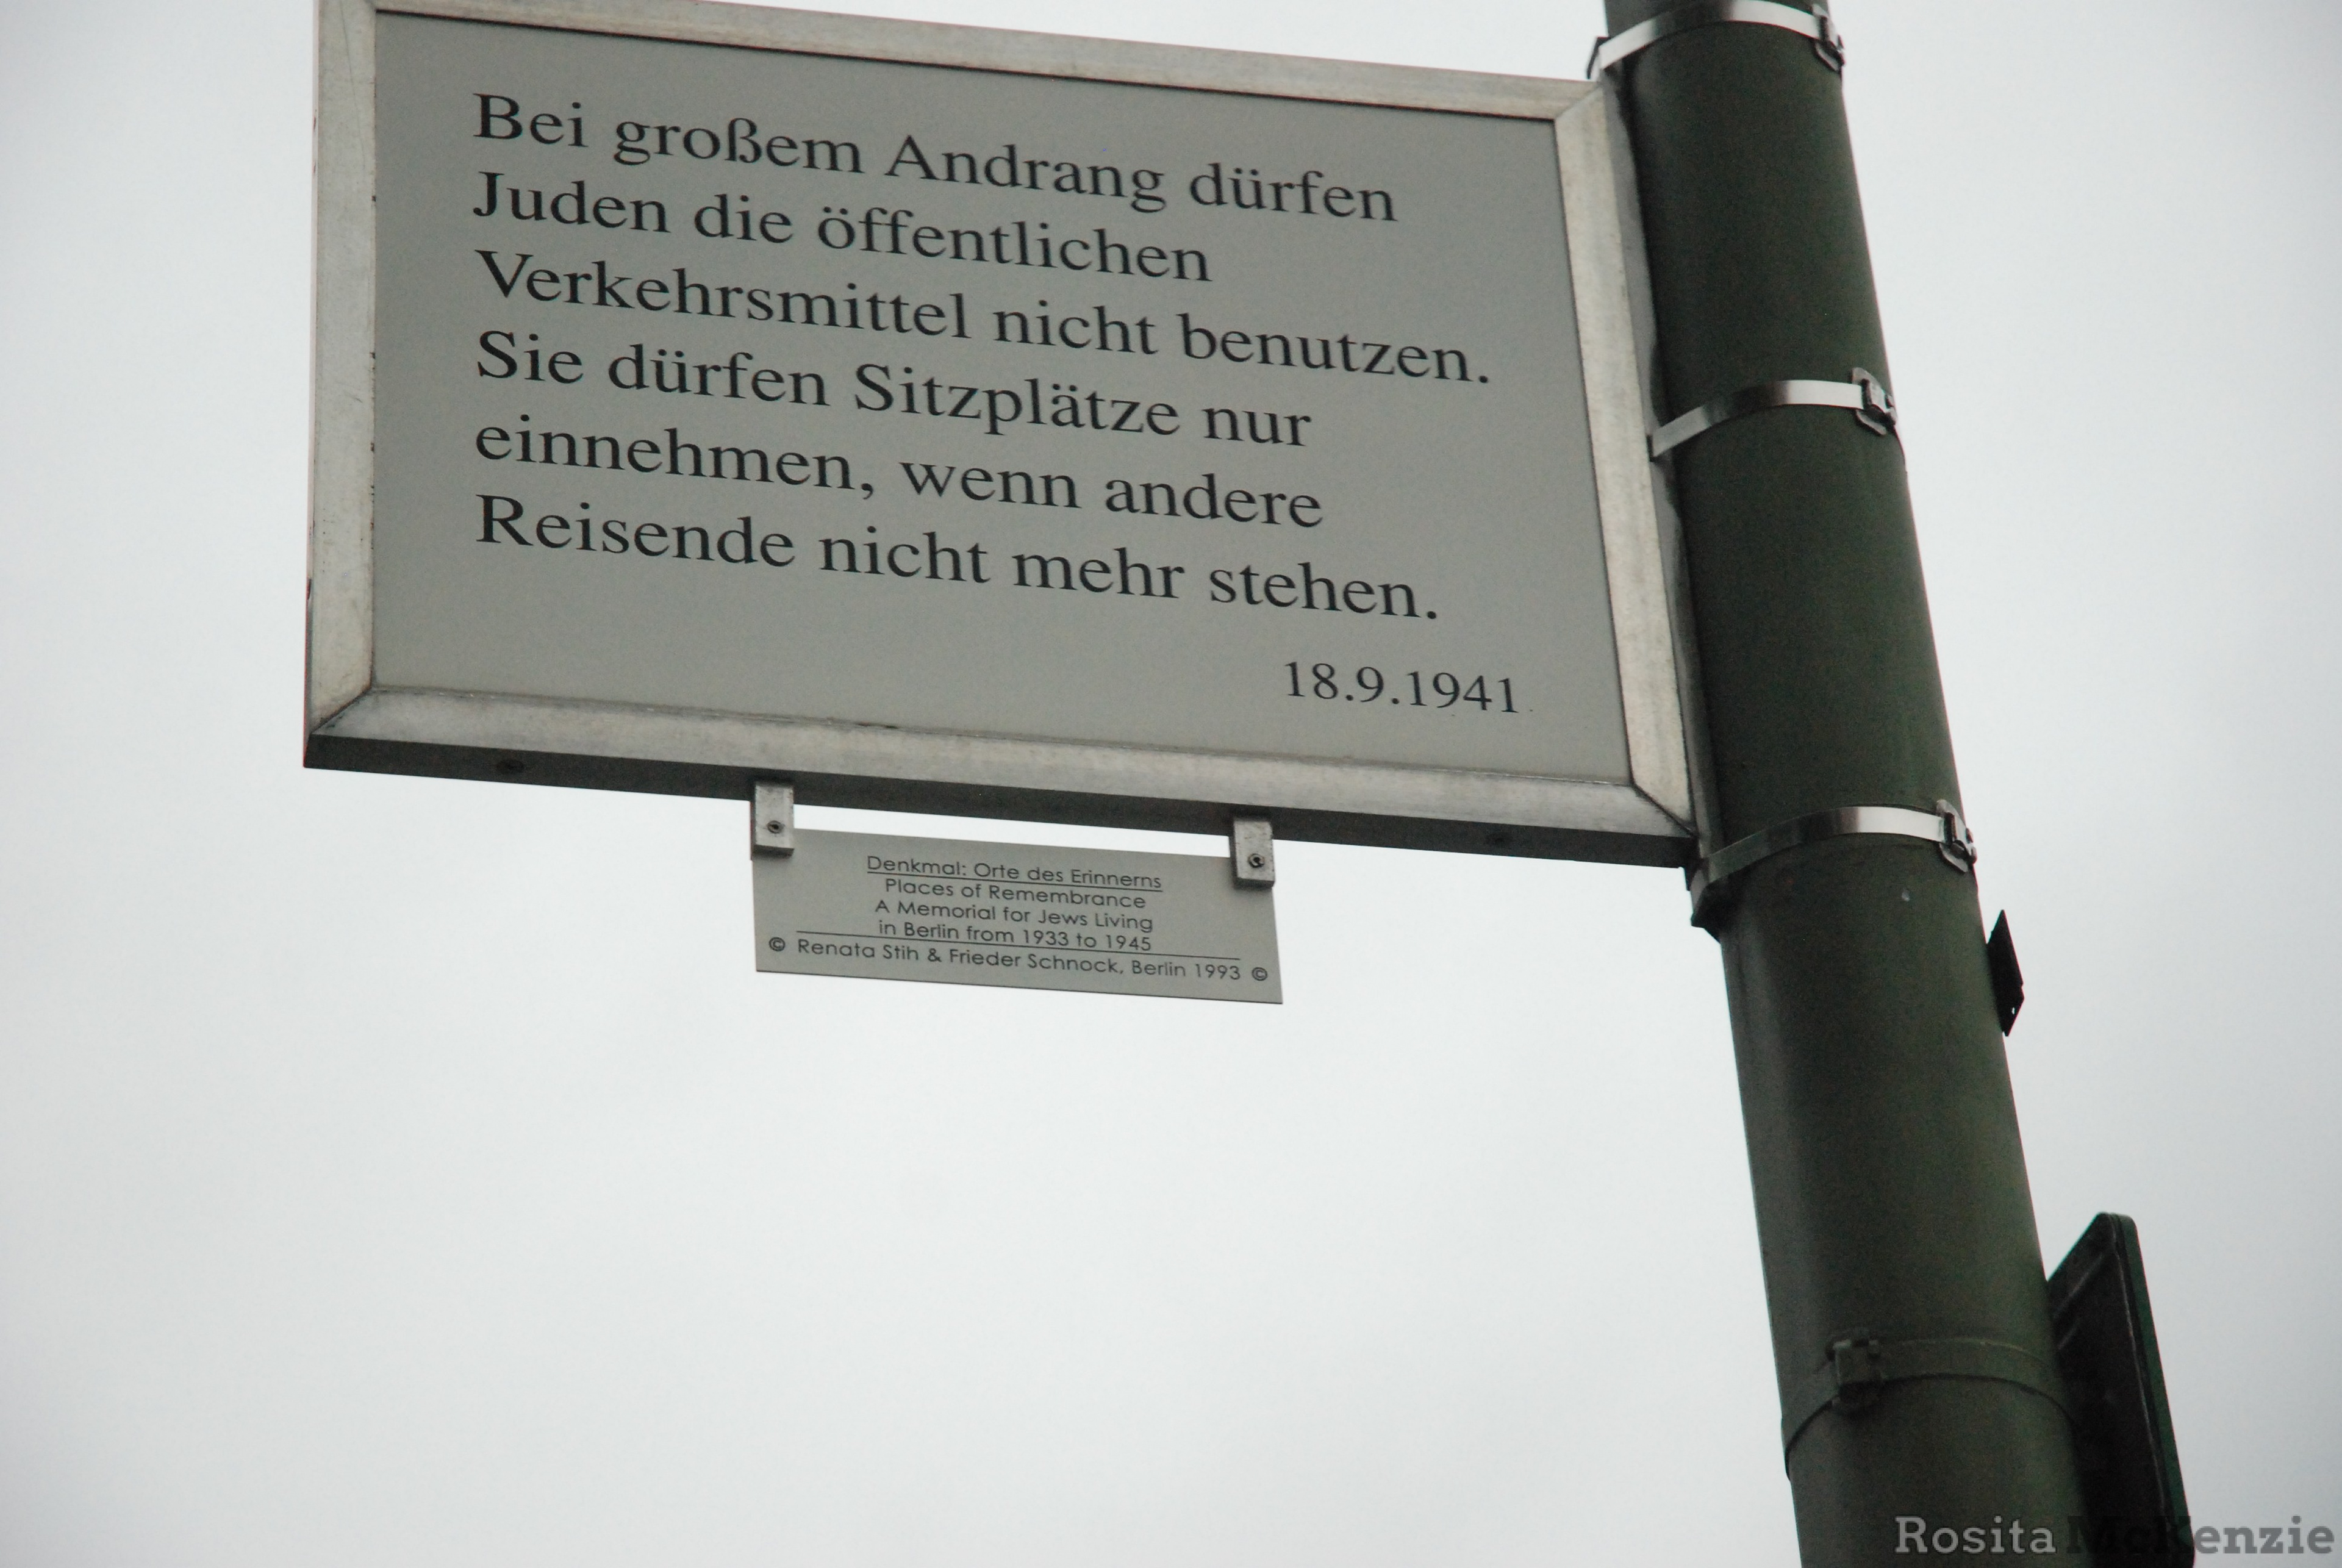 Bei großem Andrang dürfen
Juden die öffentlichen
Verkehrsmittel nicht benutzen.
Sie dürfen Sitzplätze nur
einnehmen, wenn andere
Reisende nicht mehr stehen.
18.9.1941
Denkmal: Orte des Erinnerns
Places of Remembrance
A Memorial for Jews Living
in Berlin from 1933 to 1945
© Renata Stih & Frieder Schnock, Berlin 1993 ©
Rosita McKenzie